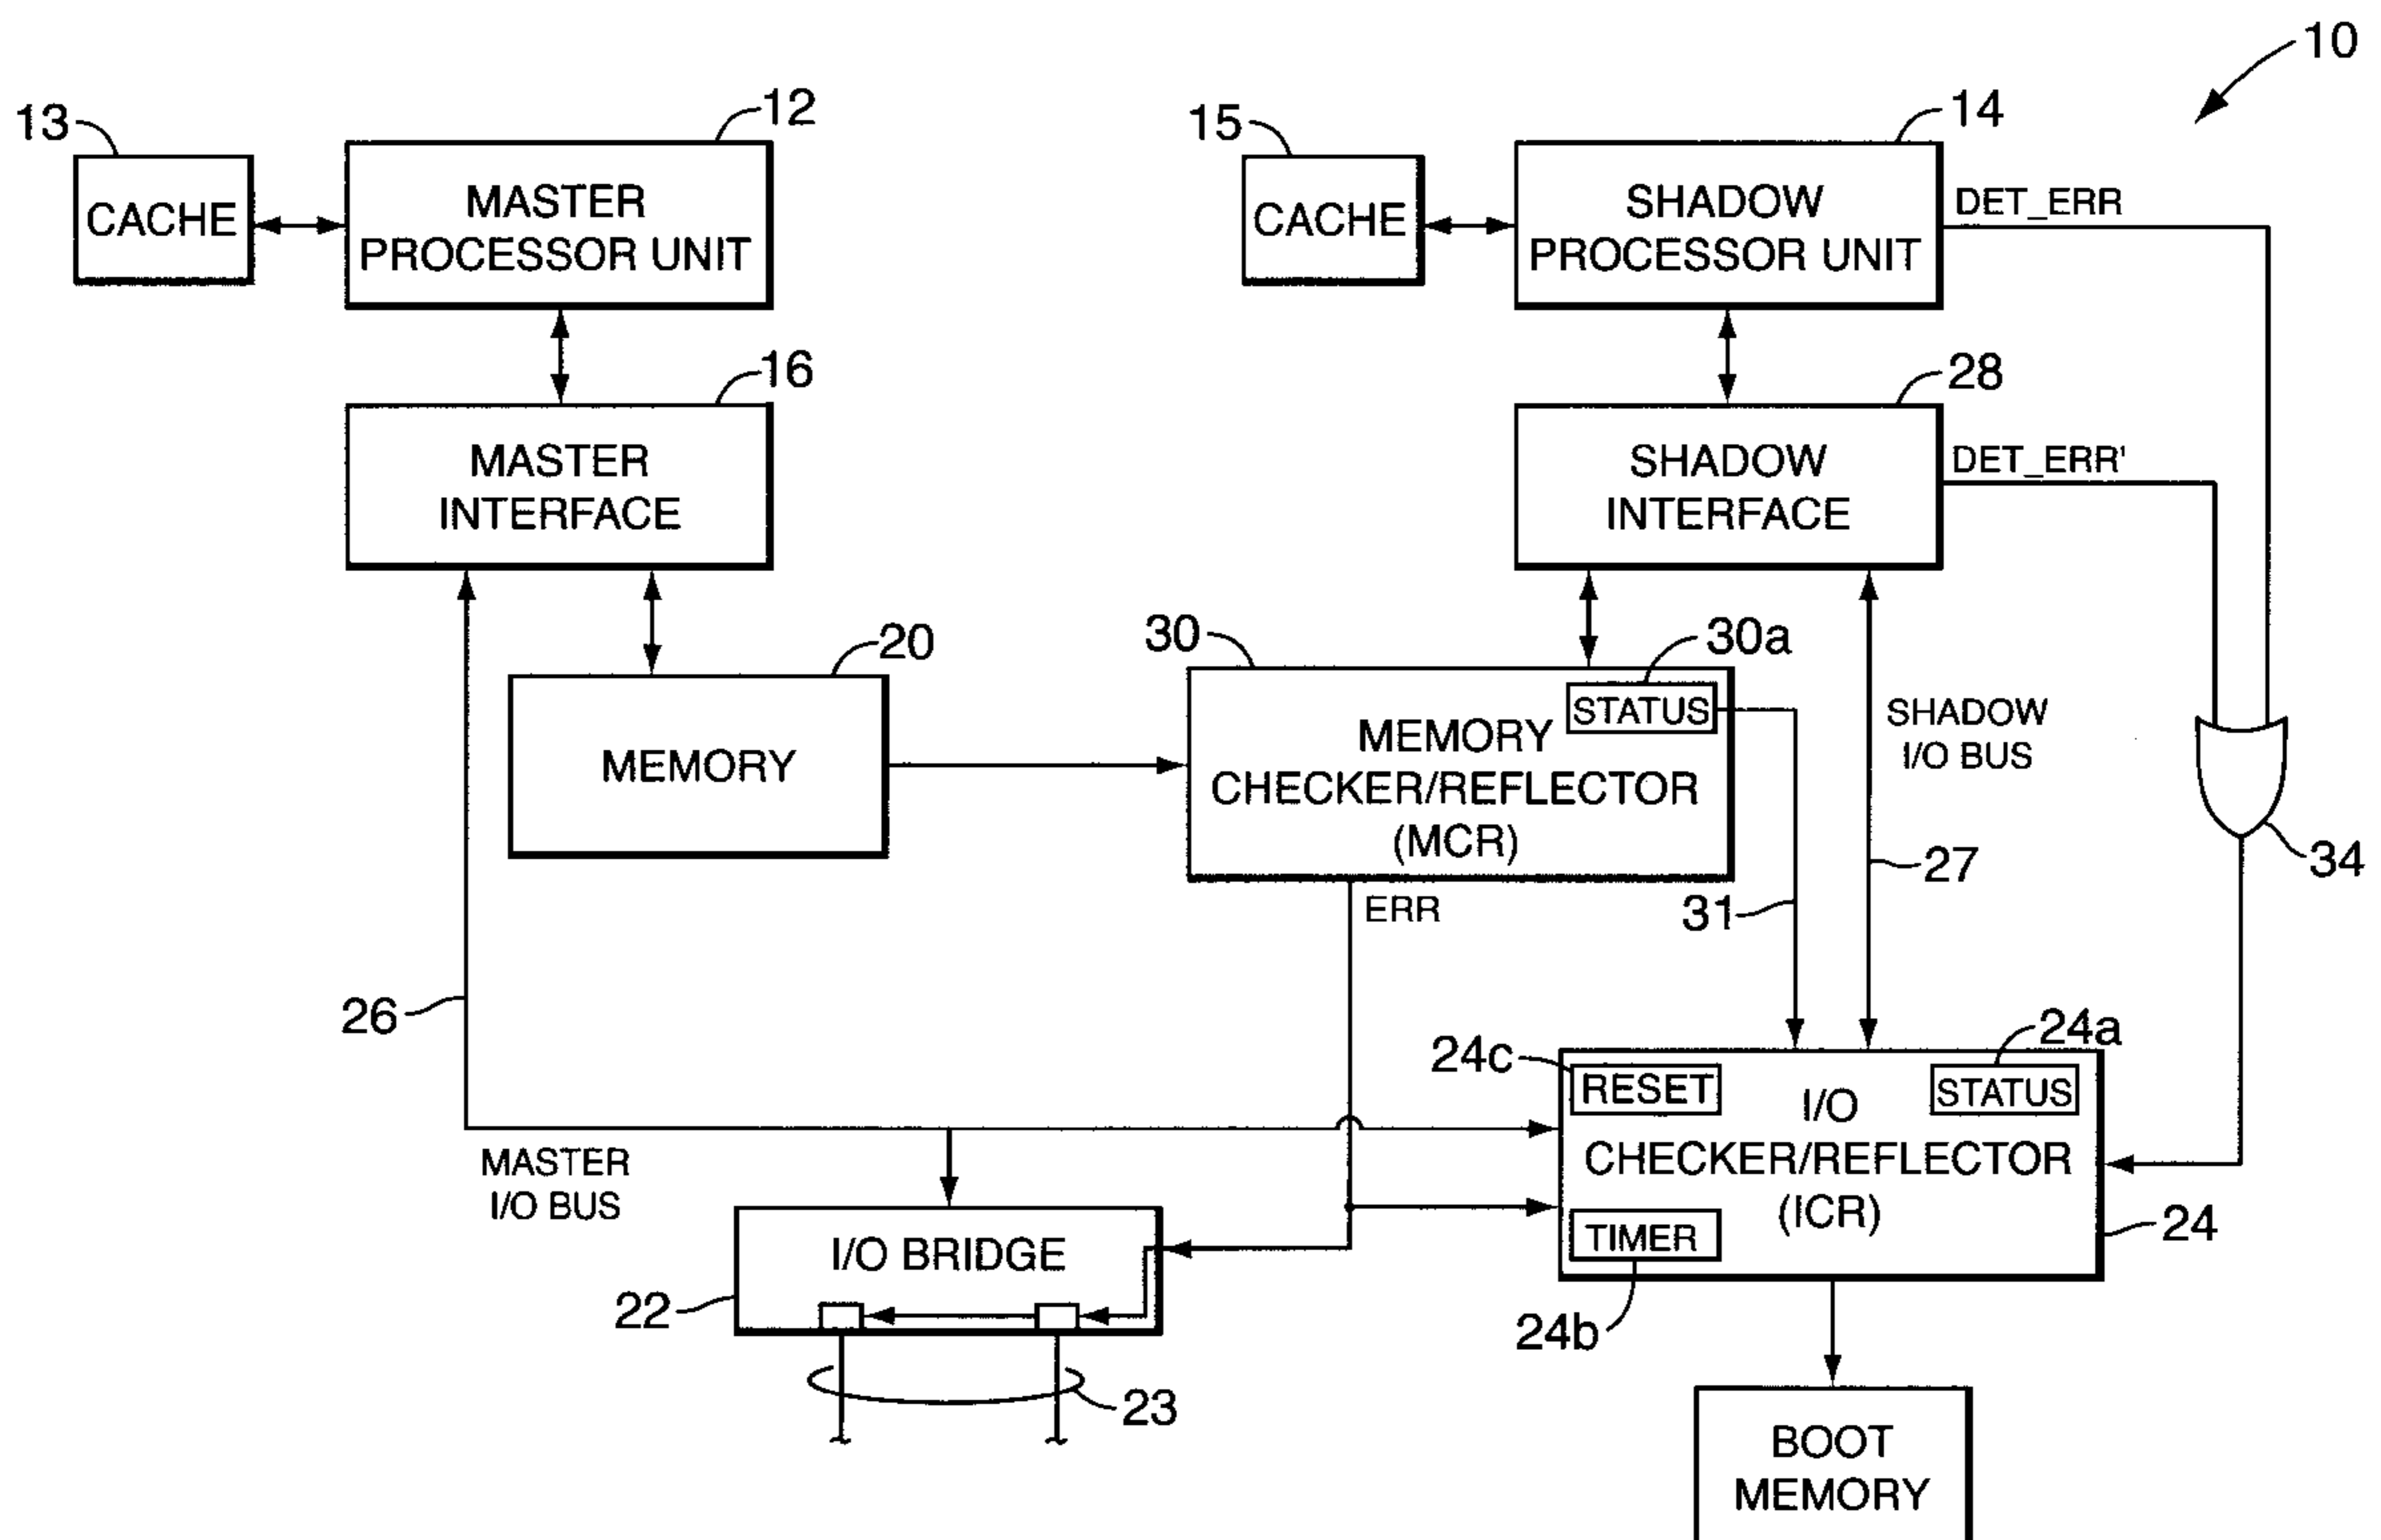 10
13
12
15
14
CACHE
MASTER
PROCESSOR UNIT
CACHE
SHADOW
PROCESSOR UNIT
DET_ERR
16
28
MASTER
INTERFACE
SHADOW
INTERFACE
DET_ERR'
20
30
30a
MEMORY
STATUS
MEMORY
CHECKER/REFLECTOR
(MCR)
SHADOW
I/O BUS
34
27
31
ERR
26
24c
24a
RESET
STATUS
I/O
CHECKER/REFLECTOR
(ICR)
MASTER
I/O BUS
TIMER
24
I/O BRIDGE
22
24b
23
BOOT
MEMORY